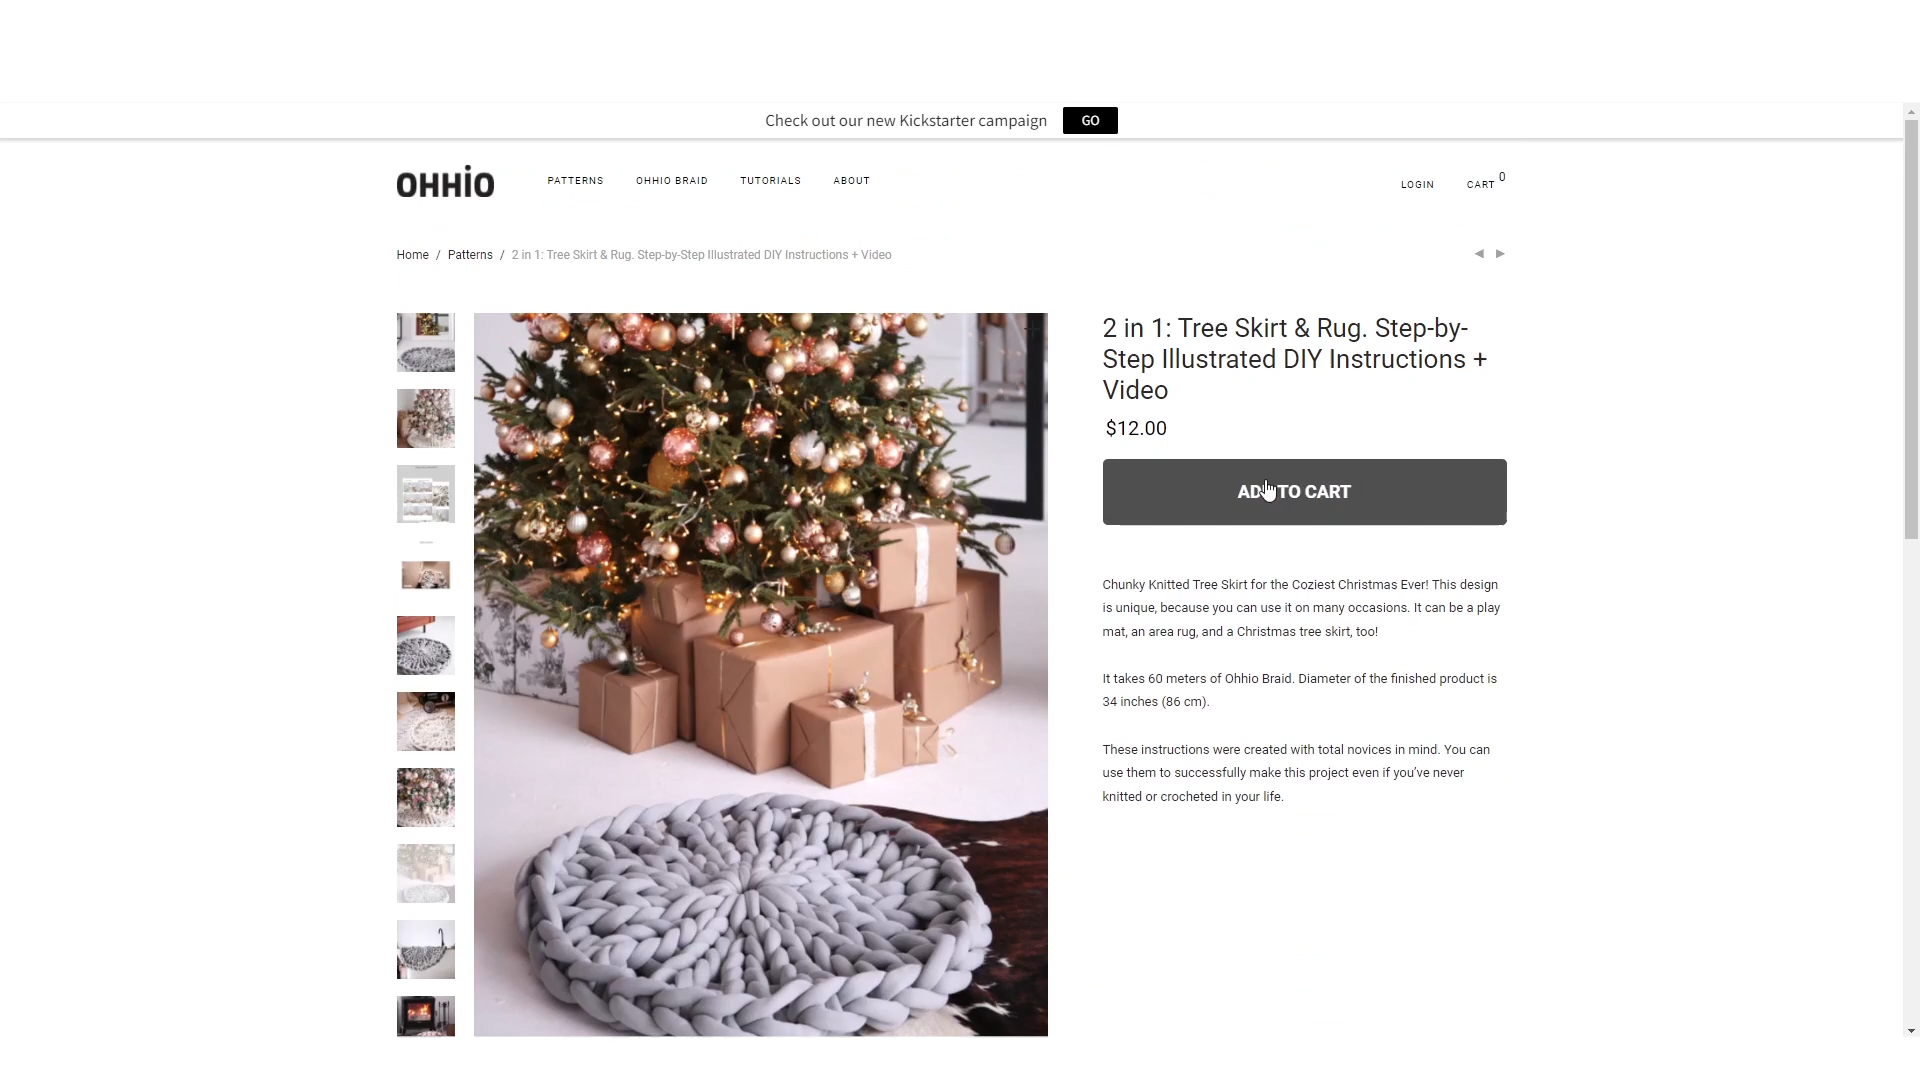 Check out our new Kickstarter campaign GO
OHHIO PATTERNS OHHIO BRAID TUTORIALS ABOUT LOGIN CART 0
Home / Patterns / 2 in 1: Tree Skirt & Rug. Step-by-Step Illustrated DIY Instructions + Video
2 in 1: Tree Skirt & Rug. Step-by-
Step Illustrated DIY Instructions +
Video
$12.00
ADD TO CART
Chunky Knitted Tree Skirt for the Coziest Christmas Ever! This design
is unique, because you can use it on many occasions. It can be a play
mat, an area rug, and a Christmas tree skirt, too!
It takes 60 meters of Ohhio Braid. Diameter of the finished product is
34 inches (86 cm).
These instructions were created with total novices in mind. You can
use them to successfully make this project even if you’ve never
knitted or crocheted in your life.